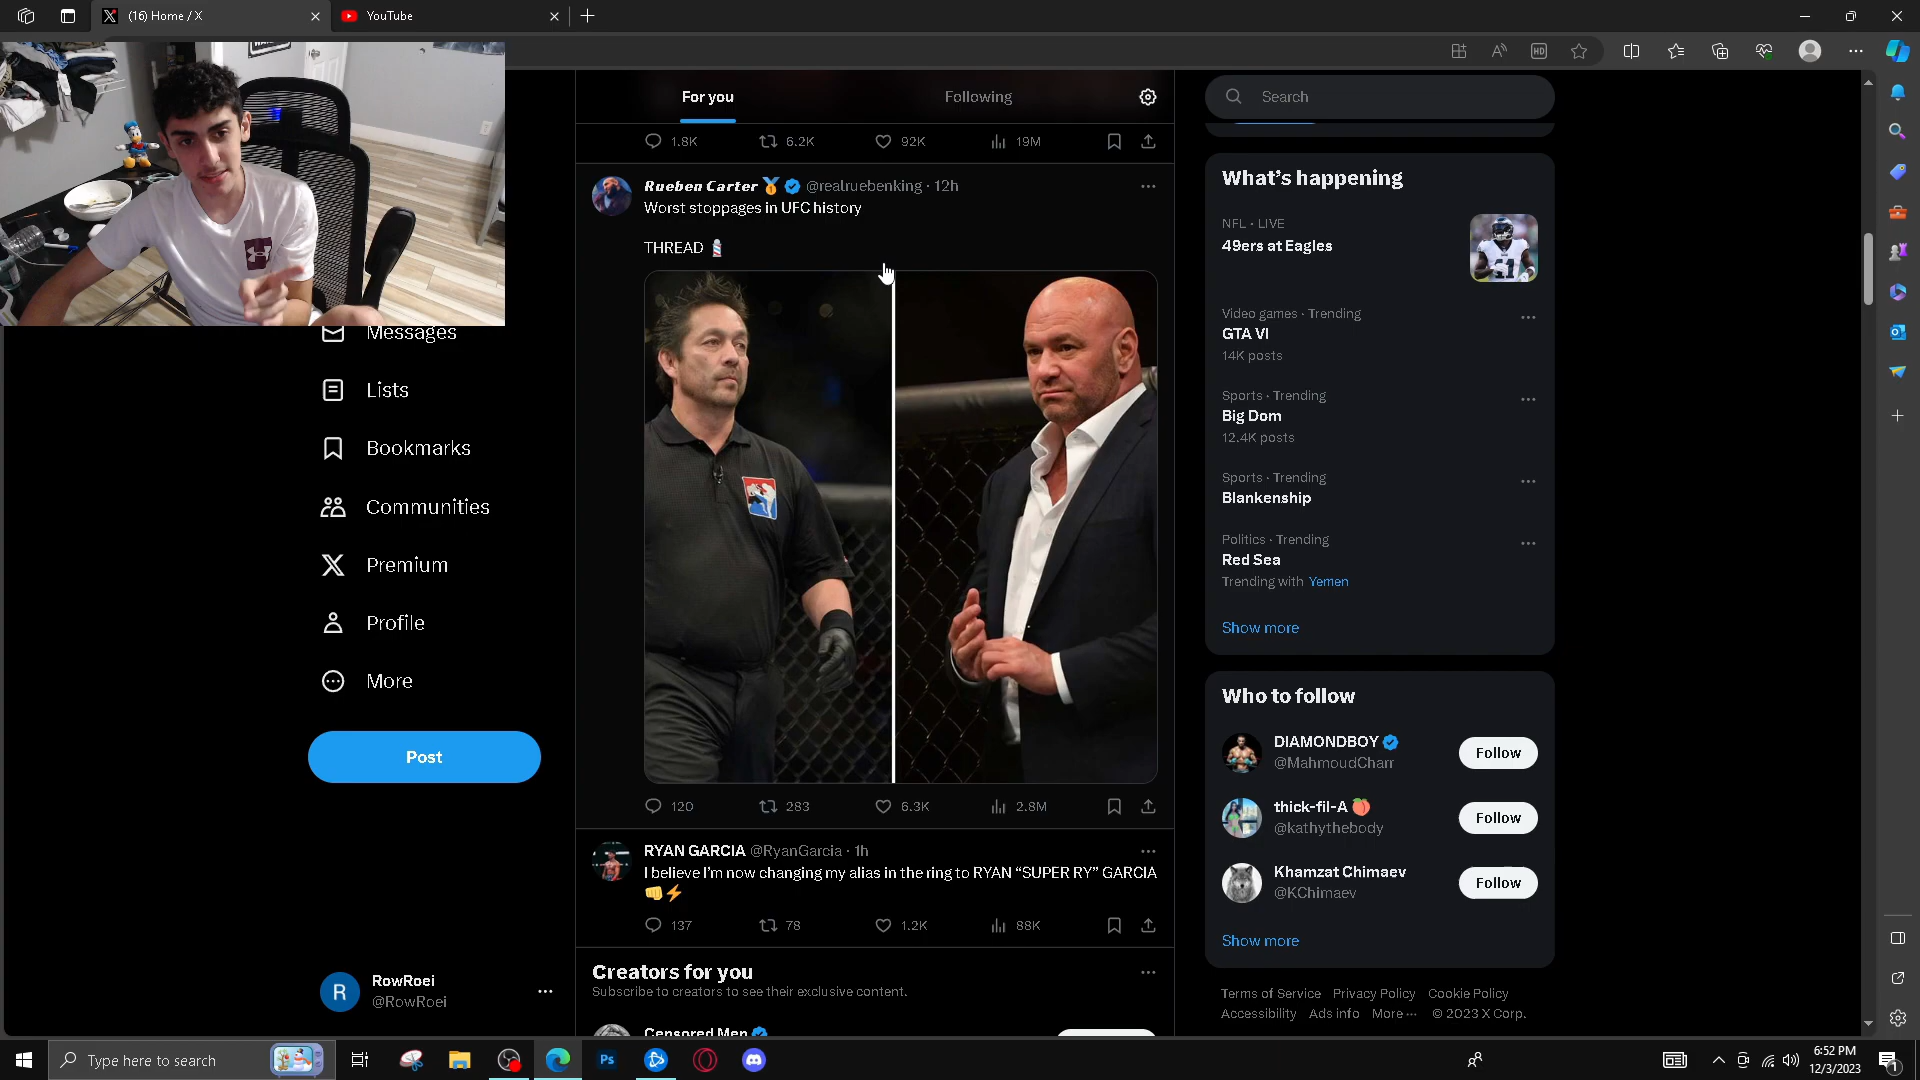 (16) Home / X
YouTube
For you
Following
Search
1.8K
6.2K
92K
19M
Rueben Carter @realruebenking · 12h
Worst stoppages in UFC history
THREAD
120
283
6.3K
2.8M
RYAN GARCIA @RyanGarcia · 1h
I believe I'm now changing my alias in the ring to RYAN “SUPER RY” GARCIA
137
78
1.2K
88K
Creators for you
Subscribe to creators to see their exclusive content.
Censored Men
Messages
Lists
Bookmarks
Communities
Premium
Profile
More
Post
R
RowRoei
@RowRoei
What's happening
NFL · LIVE
49ers at Eagles
Video games · Trending
GTA VI
14K posts
Sports · Trending
Big Dom
12.4K posts
Sports · Trending
Blankenship
Politics · Trending
Red Sea
Trending with Yemen
Show more
Who to follow
DIAMONDBOY
@MahmoudCharr
Follow
thick-fil-A
@kathythebody
Follow
Khamzat Chimaev
@KChimaev
Follow
Show more
Terms of Service Privacy Policy Cookie Policy
Accessibility Ads info More ··· © 2023 X Corp.
Type here to search
Ps
6:52 PM
12/3/2023
1